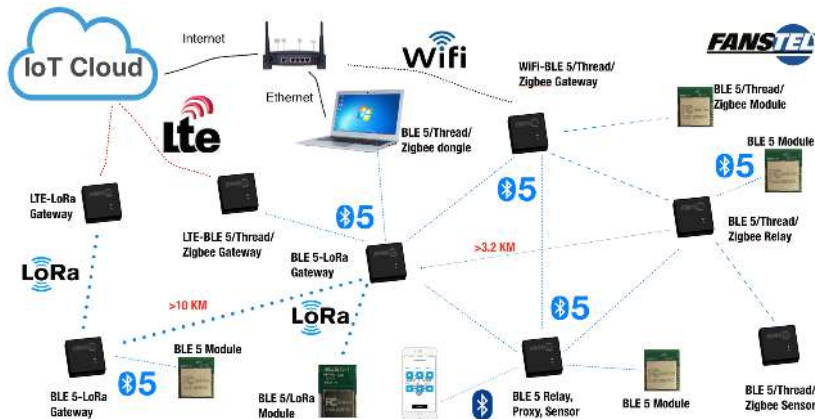 IoT Cloud
Internet
Ethernet
Wifi
WiFi-BLE 5/Thread/
Zigbee Gateway
FANSTEL
BLE 5/Thread/
Zigbee Module
Lte
BLE 5/Thread/
Zigbee dongle
BLE 5 Module
5
5
5
LTE-LoRa
Gateway
LTE-BLE 5/Thread/
Zigbee Gateway
BLE 5-LoRa
Gateway
>3.2 KM
BLE 5/Thread/
Zigbee Relay
LoRa
>10 KM
LoRa
5
BLE 5 Module
5
BLE 5-LoRa
Gateway
BLE 5/LoRa
Module
BLE 5 Relay,
Proxy, Sensor
BLE 5 Module
BLE 5/Thread/
Zigbee Sensor